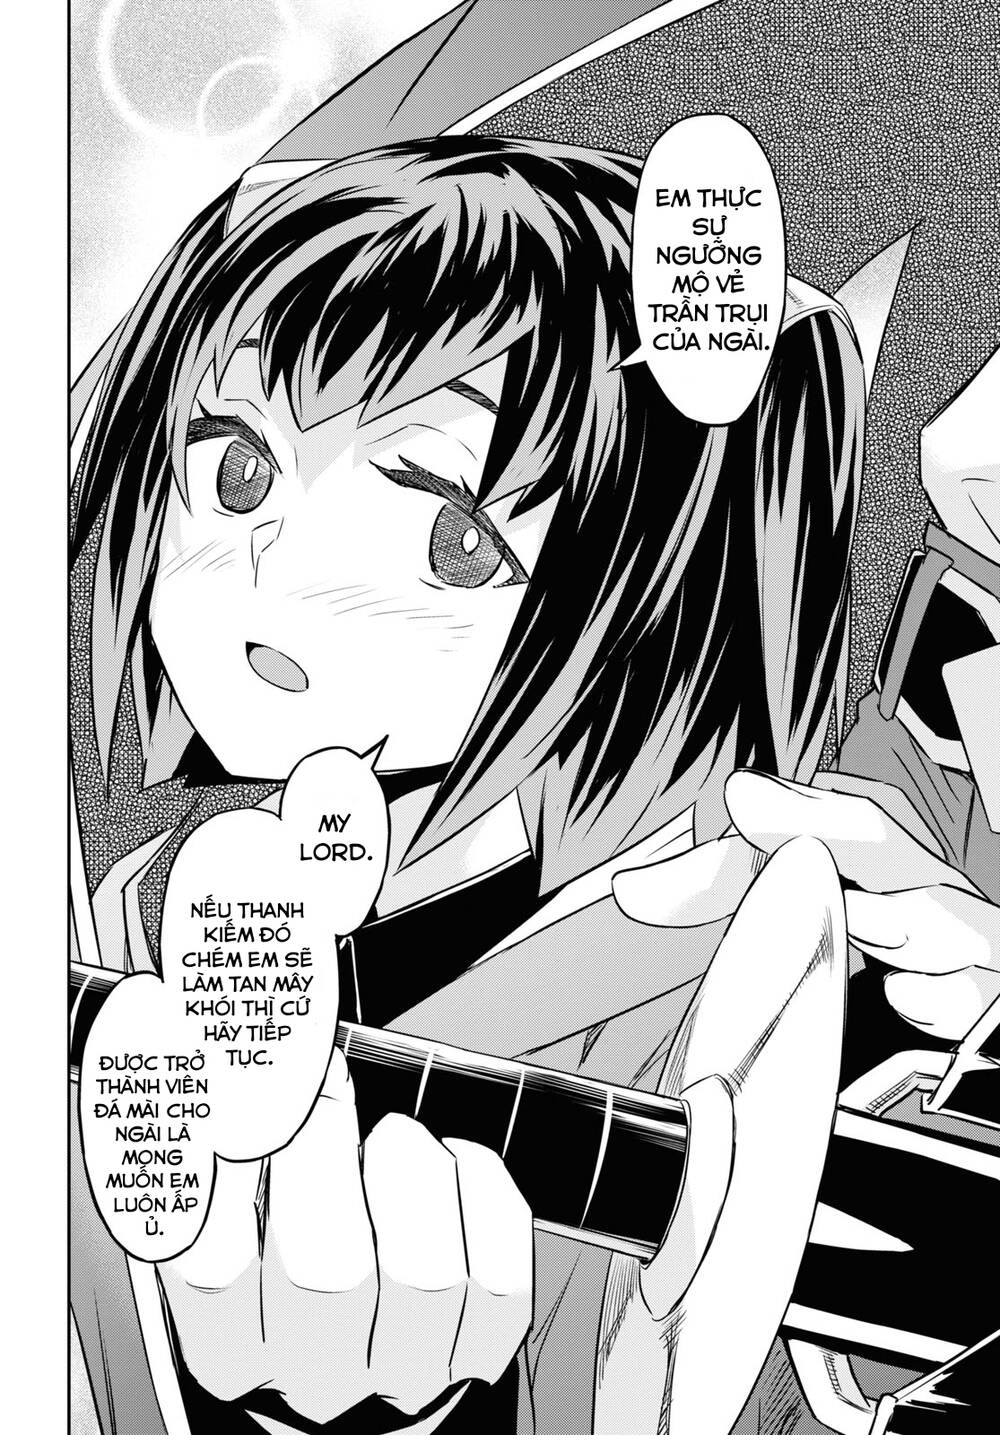 EM THỰC
SỰ
NGƯỠNG
MỘ VẺ
TRẦN TRỤI
CỦA NGÀI.
MY
LORD.
NẾU THANH
KIẾM ĐÓ
CHÉM EM SẼ
LÀM TAN MÂY
KHÓI THÌ CỨ
HÃY TIẾP
TỤC.
ĐƯỢC TRỞ
THÀNH VIÊN
ĐÁ MÀI CHO
NGÀI LÀ
MONG
MUỐN EM
LUÔN ẤP
Ủ.